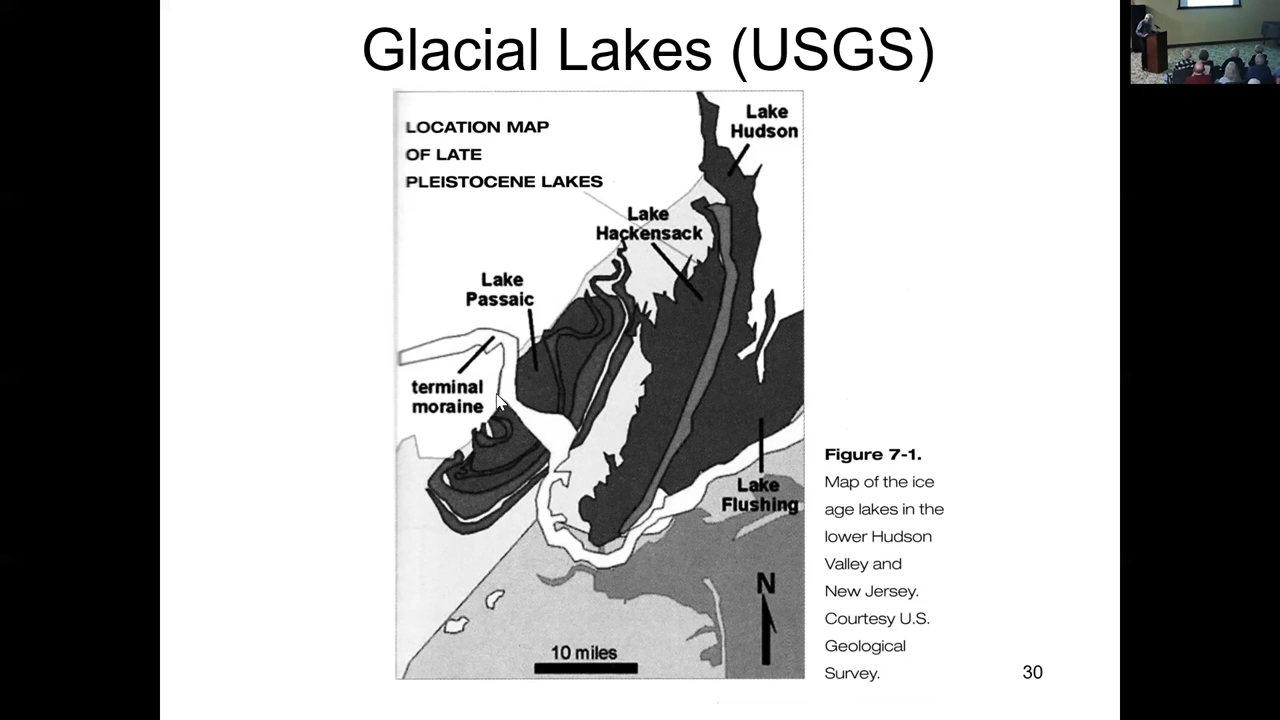 Glacial Lakes (USGS)
LOCATION MAP
OF LATE
PLEISTOCENE LAKES
Lake
Hudson
Lake
Hackensack
Lake
Passaic
terminal
moraine
Lake
Flushing
N
10 miles
Figure 7-1.
Map of the ice
age lakes in the
lower Hudson
Valley and
New Jersey.
Courtesy U.S.
Geological
Survey.
30